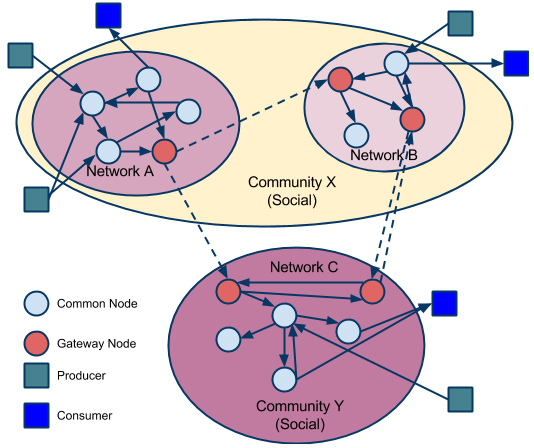 Network A
Network B
Community X
(Social)
Network C
Common Node
Gateway Node
Producer
Consumer
Community Y
(Social)